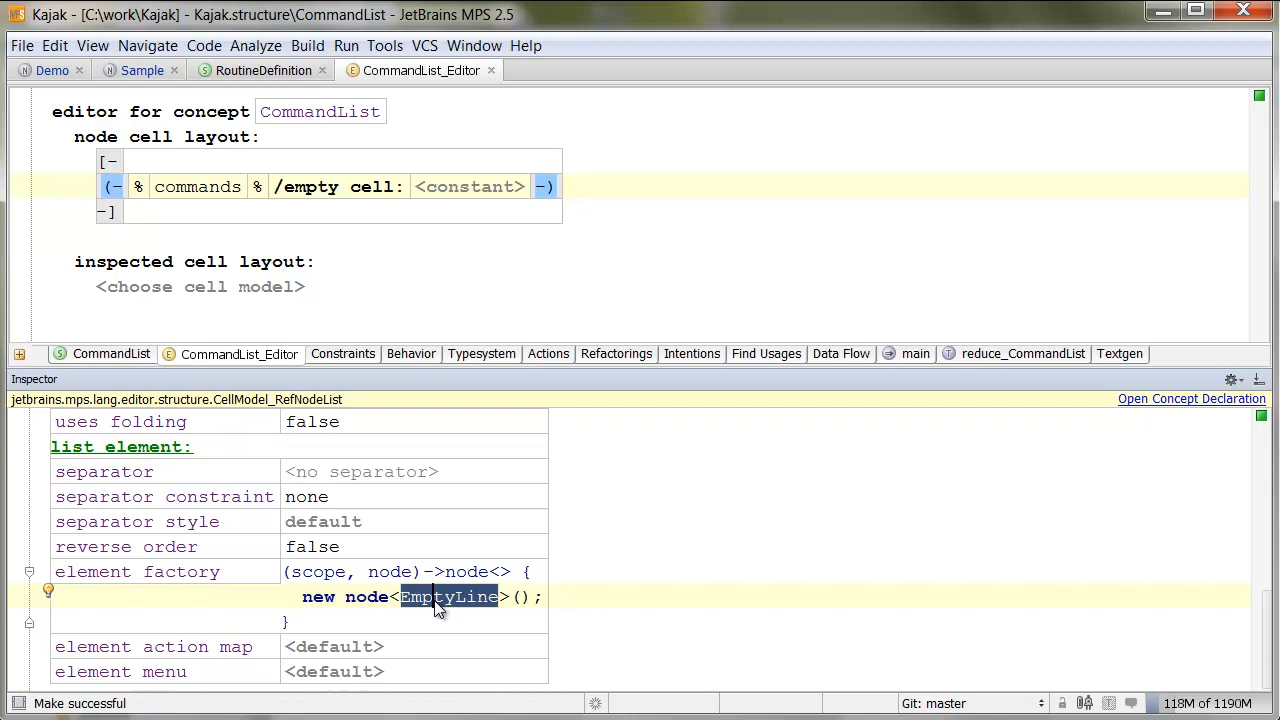 Kajak - [C:\work\Kajak] - Kajak.structure\CommandList - JetBrains MPS 2.5
File Edit View Navigate Code Analyze Build Run Tools VCS Window Help
Demo Sample RoutineDefinition CommandList_Editor
editor for concept CommandList
node cell layout:
[-
(- % commands % /empty cell: <constant> -)
-]
inspected cell layout:
<choose cell model>
CommandList CommandList_Editor Constraints Behavior Typesystem Actions Refactorings Intentions Find Usages Data Flow main reduce_CommandList Textgen
Inspector
jetbrains.mps.lang.editor.structure.CellModel_RefNodeList Open Concept Declaration
uses folding false
list element:
separator <no separator>
separator constraint none
separator style default
reverse order false
element factory (scope, node)->node<> {
new node<EmptyLine>();
}
element action map <default>
element menu <default>
Make successful Git: master 118M of 1190M